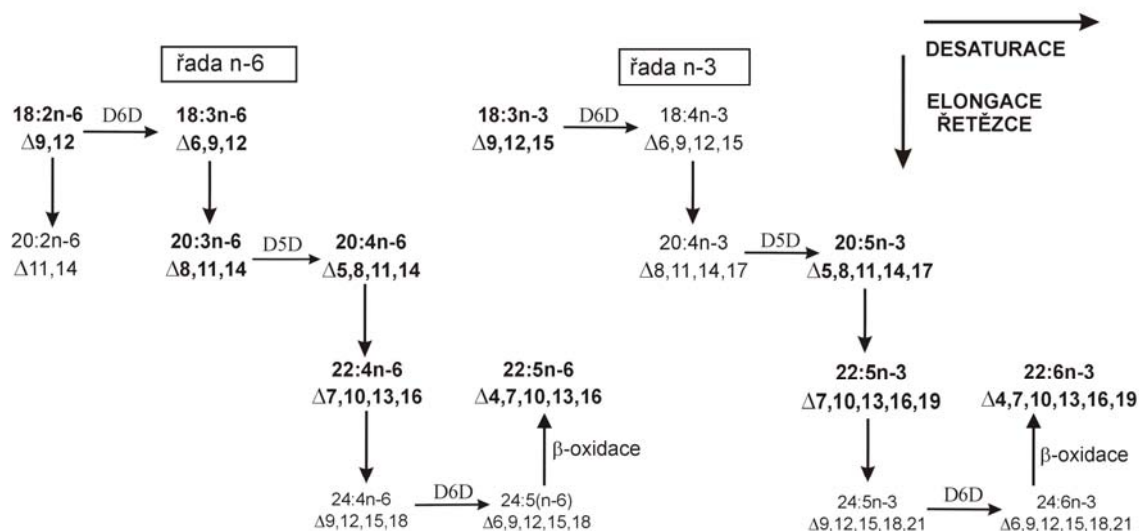 řada n-6
řada n-3
DESATURACE
ELONGACE
ŘETĚZCE
18:2n-6
Δ9,12
D6D
18:3n-6
Δ6,9,12
18:3n-3
Δ9,12,15
D6D
18:4n-3
Δ6,9,12,15
20:2n-6
Δ11,14
20:3n-6
Δ8,11,14
D5D
20:4n-6
Δ5,8,11,14
20:4n-3
Δ8,11,14,17
D5D
20:5n-3
Δ5,8,11,14,17
22:4n-6
Δ7,10,13,16
22:5n-6
Δ4,7,10,13,16
22:5n-3
Δ7,10,13,16,19
22:6n-3
Δ4,7,10,13,16,19
β-oxidace
β-oxidace
24:4n-6
Δ9,12,15,18
D6D
24:5(n-6)
Δ6,9,12,15,18
24:5n-3
Δ9,12,15,18,21
D6D
24:6n-3
Δ6,9,12,15,18,21